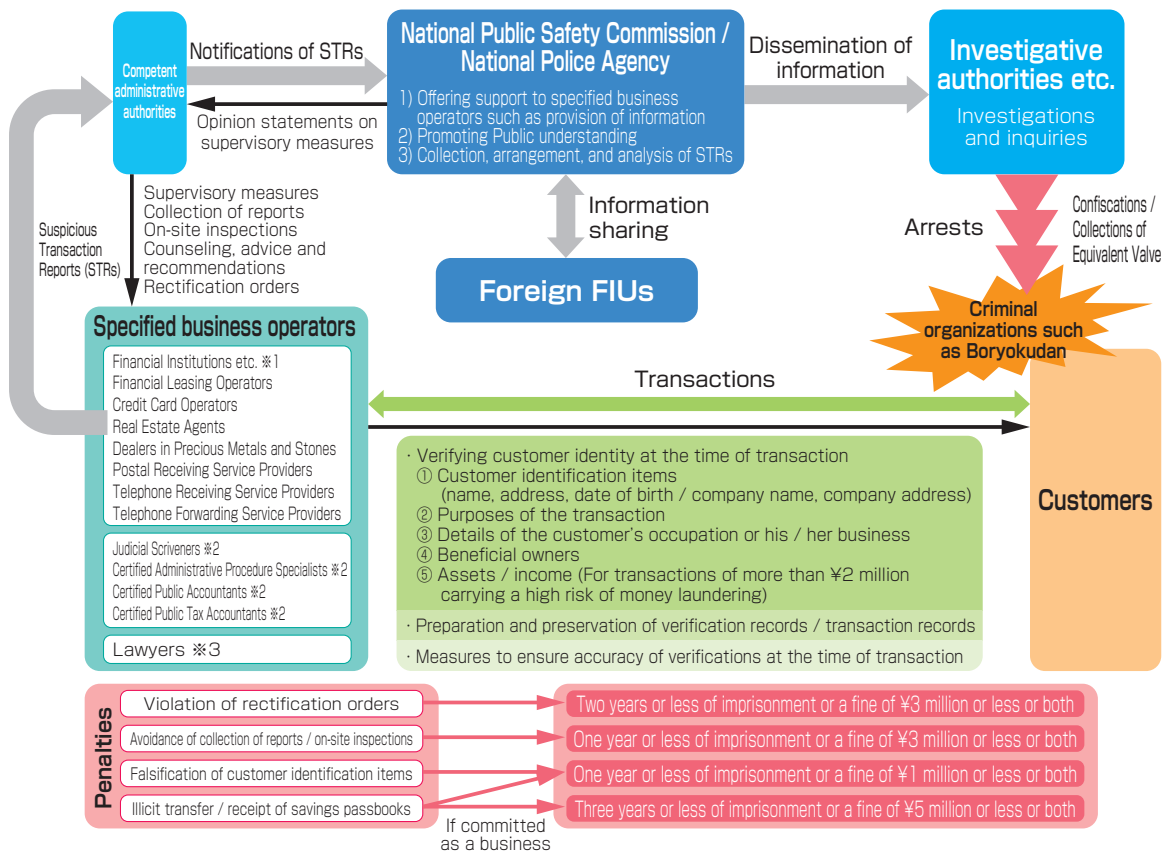 Competent
administrative
authorities
Notifications of STRs
Opinion statements on
supervisory measures
National Public Safety Commission /
National Police Agency
1) Offering support to specified business
operators such as provision of information
2) Promoting Public understanding
3) Collection, arrangement, and analysis of STRs
Dissemination of
information
Investigative
authorities etc.
Investigations
and inquiries
Suspicious
Transaction
Reports (STRs)
Supervisory measures
Collection of reports
On-site inspections
Counseling, advice and
recommendations
Rectification orders
Information
sharing
Foreign FIUs
Arrests
Confiscations /
Collections of
Equivalent Valve
Criminal
organizations such
as Boryokudan
Specified business operators
Financial Institutions etc. ※1
Financial Leasing Operators
Credit Card Operators
Real Estate Agents
Dealers in Precious Metals and Stones
Postal Receiving Service Providers
Telephone Receiving Service Providers
Telephone Forwarding Service Providers
Judicial Scriveners ※2
Certified Administrative Procedure Specialists ※2
Certified Public Accountants ※2
Certified Public Tax Accountants ※2
Lawyers ※3
Transactions
· Verifying customer identity at the time of transaction
① Customer identification items
(name, address, date of birth / company name, company address)
② Purposes of the transaction
③ Details of the customer's occupation or his / her business
④ Beneficial owners
⑤ Assets / income (For transactions of more than ¥2 million
carrying a high risk of money laundering)
· Preparation and preservation of verification records / transaction records
· Measures to ensure accuracy of verifications at the time of transaction
Customers
Penalties
Violation of rectification orders
Two years or less of imprisonment or a fine of ¥3 million or less or both
Avoidance of collection of reports / on-site inspections
One year or less of imprisonment or a fine of ¥3 million or less or both
Falsification of customer identification items
One year or less of imprisonment or a fine of ¥1 million or less or both
Illicit transfer / receipt of savings passbooks
Three years or less of imprisonment or a fine of ¥5 million or less or both
If committed
as a business